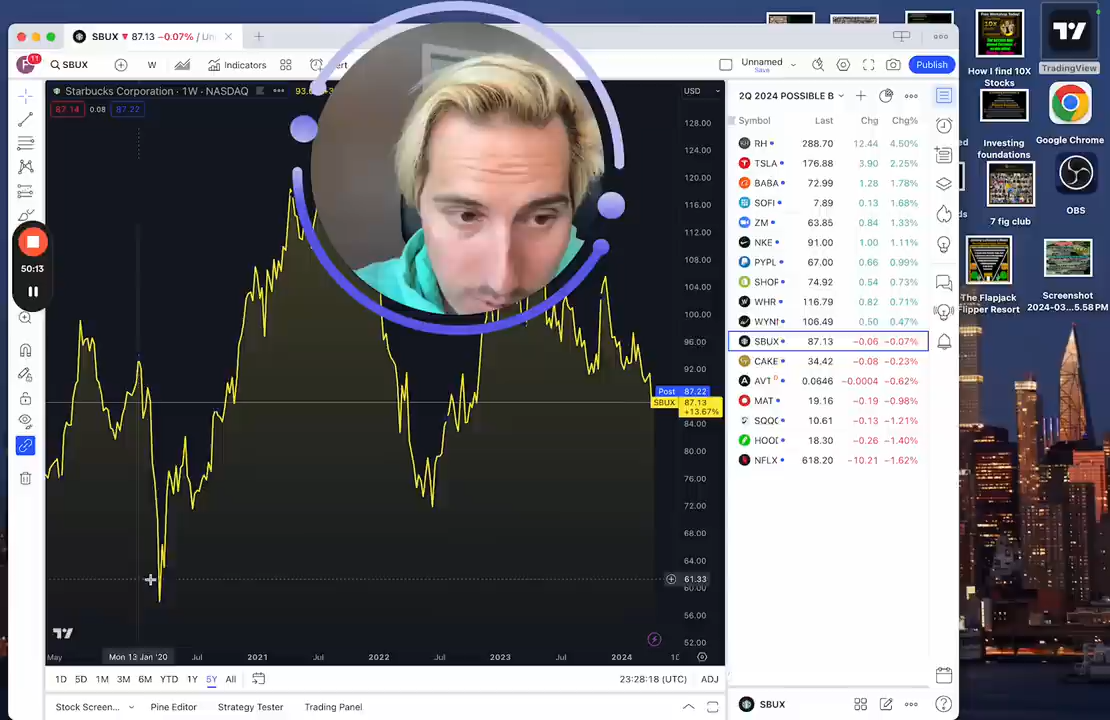 SBUX ▼ 87.13 −0.07% / Un
SBUX
W
Indicators
Unnamed
Save
Publish
11
Starbucks Corporation · 1W · NASDAQ
USD
87.14
0.08
87.22
128.00
124.00
120.00
116.00
112.00
108.00
104.00
100.00
96.00
92.00
Post 87.22
SBUX 87.13
+13.67%
84.00
80.00
76.00
72.00
68.00
64.00
61.33
60.00
56.00
52.00
50:13
May
Mon 13 Jan '20
Jul
2021
Jul
2022
Jul
2023
Jul
2024
1D 5D 1M 3M 6M YTD 1Y 5Y All
23:28:18 (UTC)
ADJ
Stock Screen...
Pine Editor
Strategy Tester
Trading Panel
2Q 2024 POSSIBLE B
Symbol Last Chg Chg%
RH 288.70 12.44 4.50%
TSLA 176.88 3.90 2.25%
BABA 72.99 1.28 1.78%
SOFI 7.89 0.13 1.68%
ZM 63.85 0.84 1.33%
NKE 91.00 1.00 1.11%
PYPL 67.00 0.66 0.99%
SHOP 74.92 0.54 0.73%
WHR 116.79 0.82 0.71%
WYNN 106.49 0.50 0.47%
SBUX 87.13 −0.06 −0.07%
CAKE 34.42 −0.08 −0.23%
AVT D 0.0646 −0.0004 −0.62%
MAT 19.16 −0.19 −0.98%
SQQQ 10.61 −0.13 −1.21%
HOOD 18.30 −0.26 −1.40%
NFLX 618.20 −10.21 −1.62%
SBUX
How I find 10X
Stocks
TradingView
Investing
foundations
Google Chrome
7 fig club
OBS
The Flapjack
Flipper Resort
Screenshot
2024-03...5.58 PM